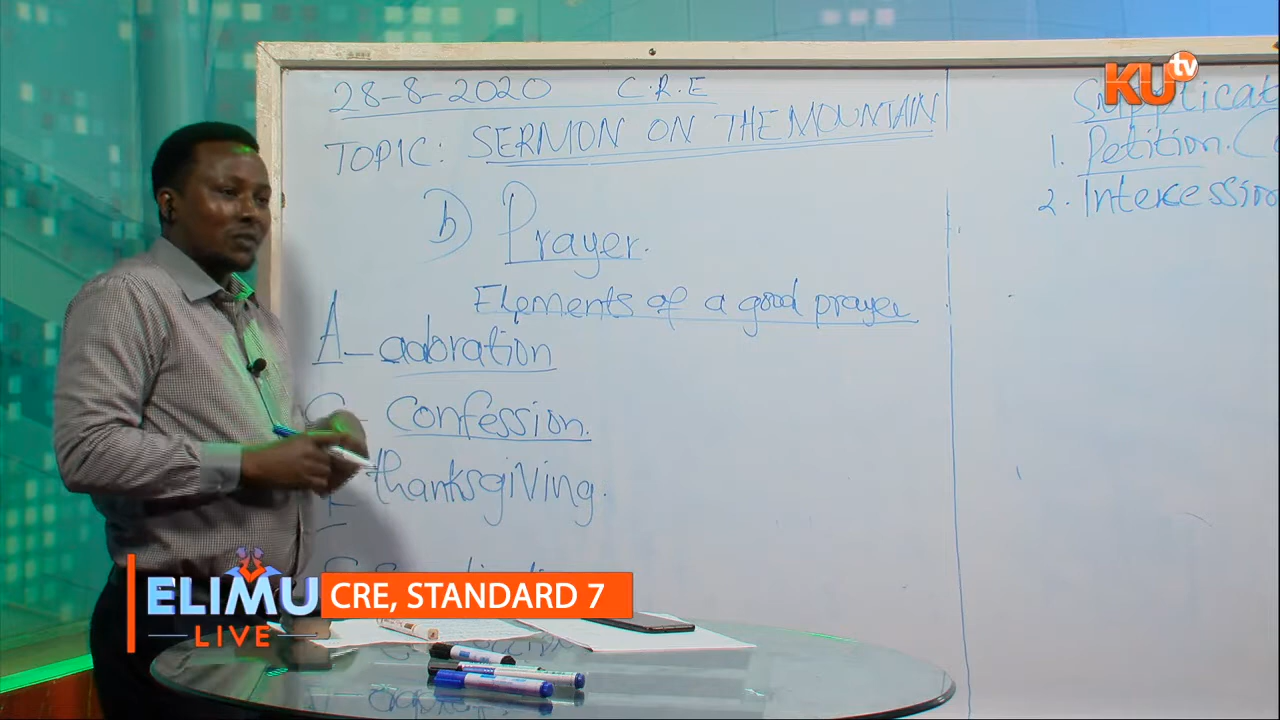 28-8-2020 C.R.E
TOPIC: SERMON ON THE MOUNTAIN
b) Prayer.
Elements of a good prayer
A - adoration
C - Confession.
T thanksgiving.
S
Supplicat
1. Petition. (
2. Intercession
KU tv
ELIMU
LIVE
CRE, STANDARD 7